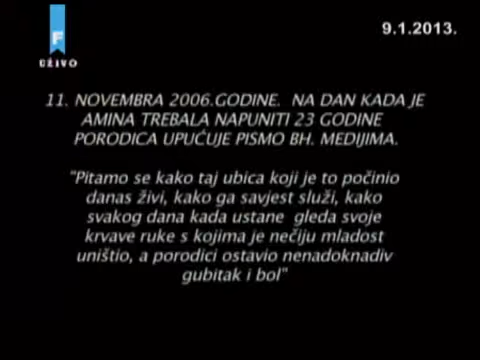 F
UŽIVO
9.1.2013.
11. NOVEMBRA 2006.GODINE. NA DAN KADA JE
AMINA TREBALA NAPUNITI 23 GODINE
PORODICA UPUĆUJE PISMO BH. MEDIJIMA.
"Pitamo se kako taj ubica koji je to počinio
danas živi, kako ga savjest služi, kako
svakog dana kada ustane gleda svoje
krvave ruke s kojima je nečiju mladost
uništio, a porodici ostavio nenadoknadiv
gubitak i bol"